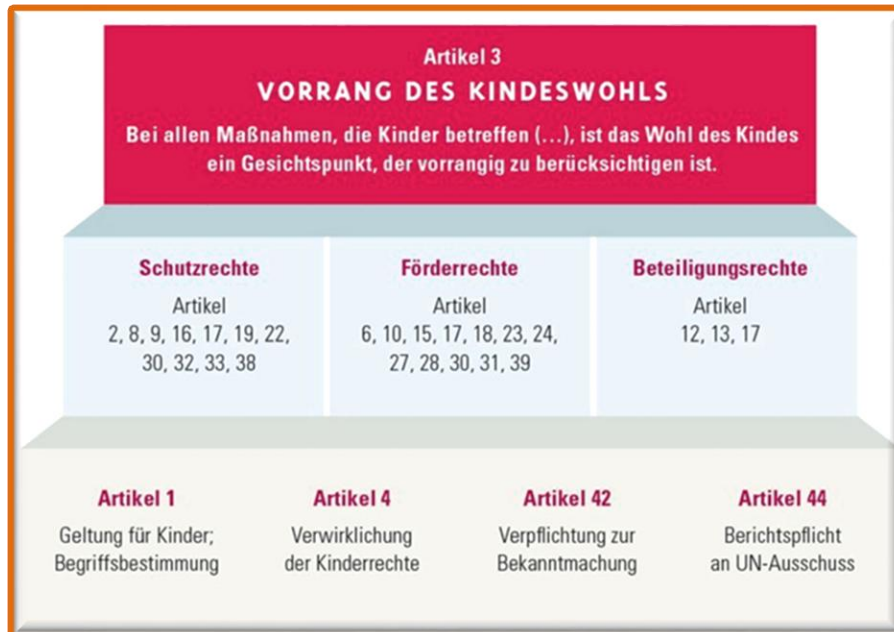 Artikel 3
VORRANG DES KINDESWOHLS
Bei allen Maßnahmen, die Kinder betreffen (...), ist das Wohl des Kindes
ein Gesichtspunkt, der vorrangig zu berücksichtigen ist.
Schutzrechte
Artikel
2, 8, 9, 16, 17, 19, 22,
30, 32, 33, 38
Förderrechte
Artikel
6, 10, 15, 17, 18, 23, 24,
27, 28, 30, 31, 39
Beteiligungsrechte
Artikel
12, 13, 17
Artikel 1
Geltung für Kinder;
Begriffsbestimmung
Artikel 4
Verwirklichung
der Kinderrechte
Artikel 42
Verpflichtung zur
Bekanntmachung
Artikel 44
Berichtspflicht
an UN-Ausschuss